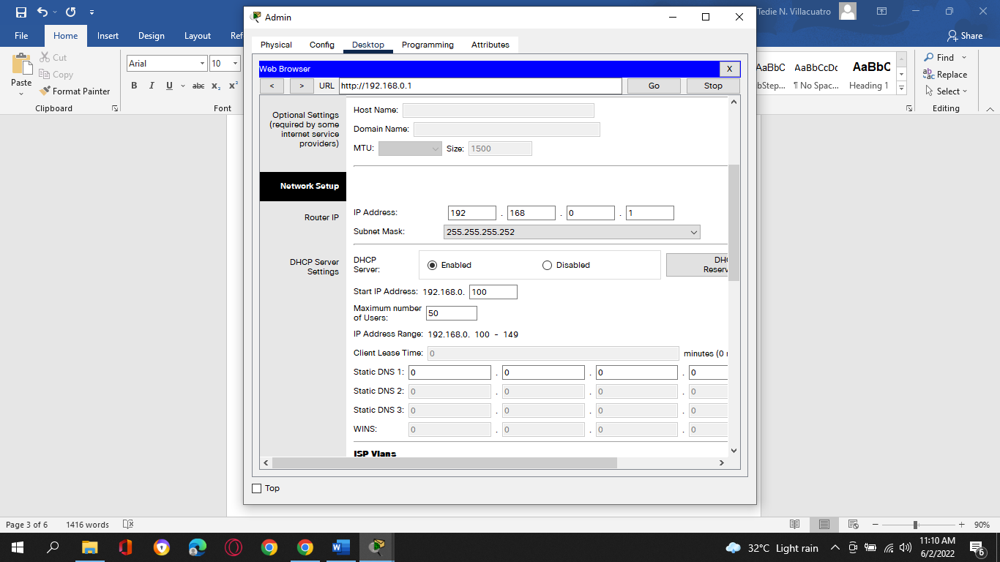 Admin
Tedie N. Villacuatro
File Home Insert Design Layout Ref
Share
Paste
Cut
Copy
Format Painter
Clipboard
Arial 10
B I U abc x₂ x²
Font
AaBbC AaBbCcDc AaBbC
bStep... ¶ No Spac... Heading 1
Find
Replace
Select
Editing
Physical Config Desktop Programming Attributes
Web Browser X
< > URL http://192.168.0.1 Go Stop
Optional Settings
(required by some
internet service
providers)
Host Name:
Domain Name:
MTU: Size: 1500
Network Setup
Router IP
IP Address: 192 . 168 . 0 . 1
Subnet Mask: 255.255.255.252
DHCP Server
Settings
DHCP
Server: Enabled Disabled
DHC
Reserv
Start IP Address: 192.168.0. 100
Maximum number
of Users: 50
IP Address Range: 192.168.0. 100 - 149
Client Lease Time: 0 minutes (0 m
Static DNS 1: 0 . 0 . 0 . 0
Static DNS 2: 0 . 0 . 0 . 0
Static DNS 3: 0 . 0 . 0 . 0
WINS: 0 . 0 . 0 . 0
ISP Vlans
Top
Page 3 of 6 1416 words
90%
32°C Light rain
11:10 AM
6/2/2022
6